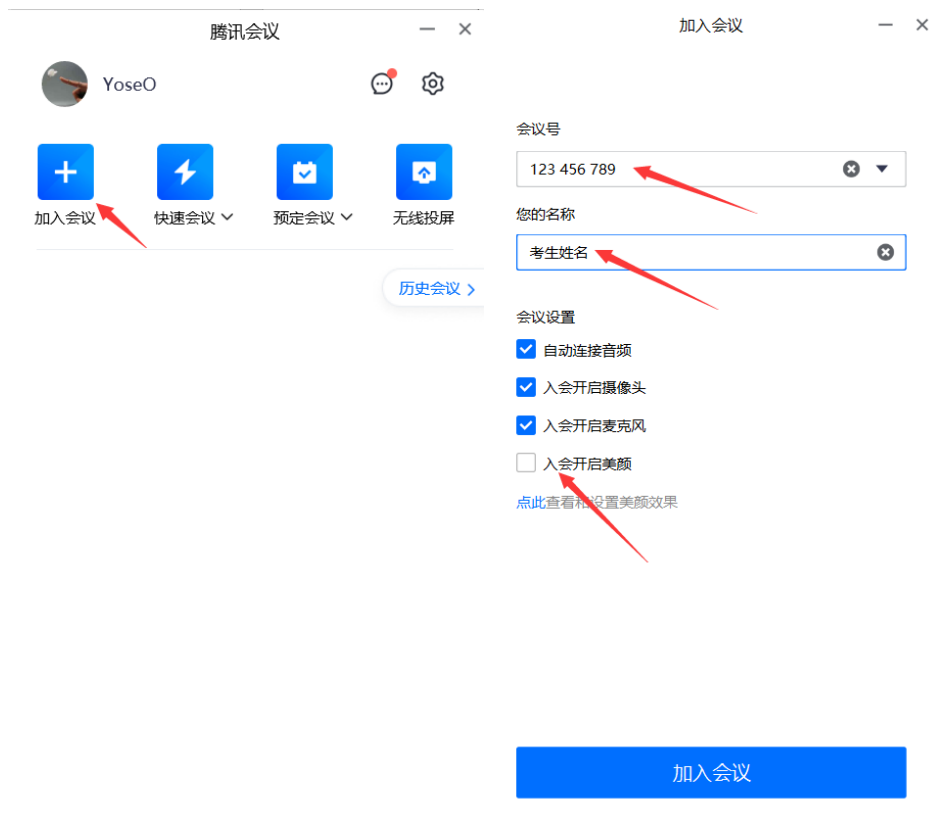 腾讯会议
YoseO
加入会议
快速会议
预定会议
无线投屏
历史会议
加入会议
会议号
123 456 789
您的名称
考生姓名
会议设置
自动连接音频
入会开启摄像头
入会开启麦克风
入会开启美颜
点此查看和设置美颜效果
加入会议